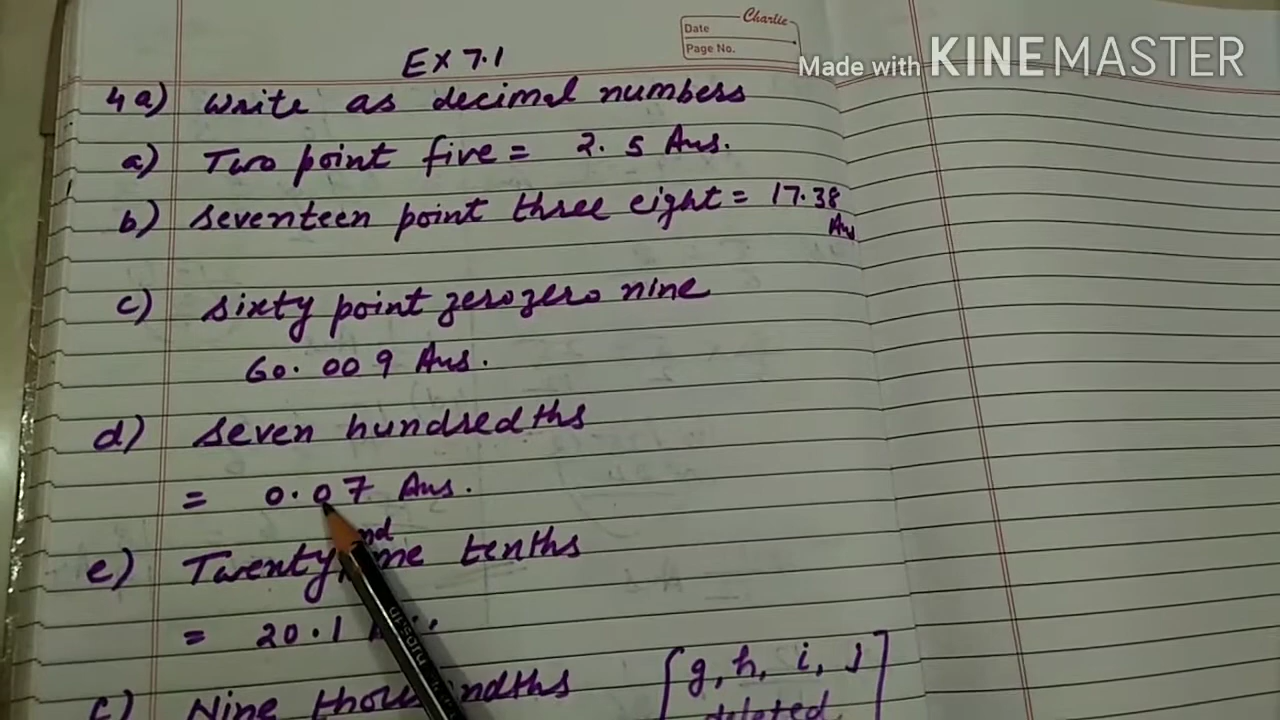 Charlie
Date
Page No.
Made with KINEMASTER
EX 7.1
4a) Write as decimal numbers
a) Two point five = 2.5 Ans.
b) Seventeen point three eight = 17.38
Ans
c) Sixty point zero zero nine
60.009 Ans.
d) Seven hundredths
= 0.07 Ans.
e) Twenty and one tenths
= 20.1
f) Nine thousandths
[g, h, i, j
deleted]